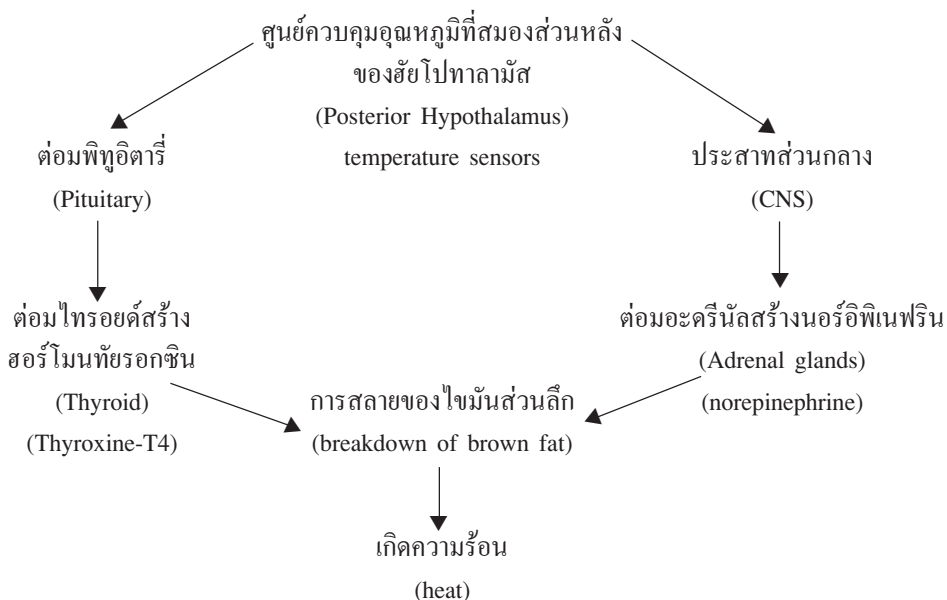 ศูนย์ควบคุมอุณหภูมิที่สมองส่วนหลัง
ของฮัยโปทาลามัส
(Posterior Hypothalamus)
temperature sensors
ต่อมพิทูอิตารี่
(Pituitary)
ประสาทส่วนกลาง
(CNS)
ต่อมไทรอยด์สร้าง
ฮอร์โมนทัยรอกซิน
(Thyroid)
(Thyroxine-T4)
ต่อมอะดรีนัลสร้างนอร์อิพิเนฟริน
(Adrenal glands)
(norepinephrine)
การสลายของไขมันส่วนลึก
(breakdown of brown fat)
เกิดความร้อน
(heat)